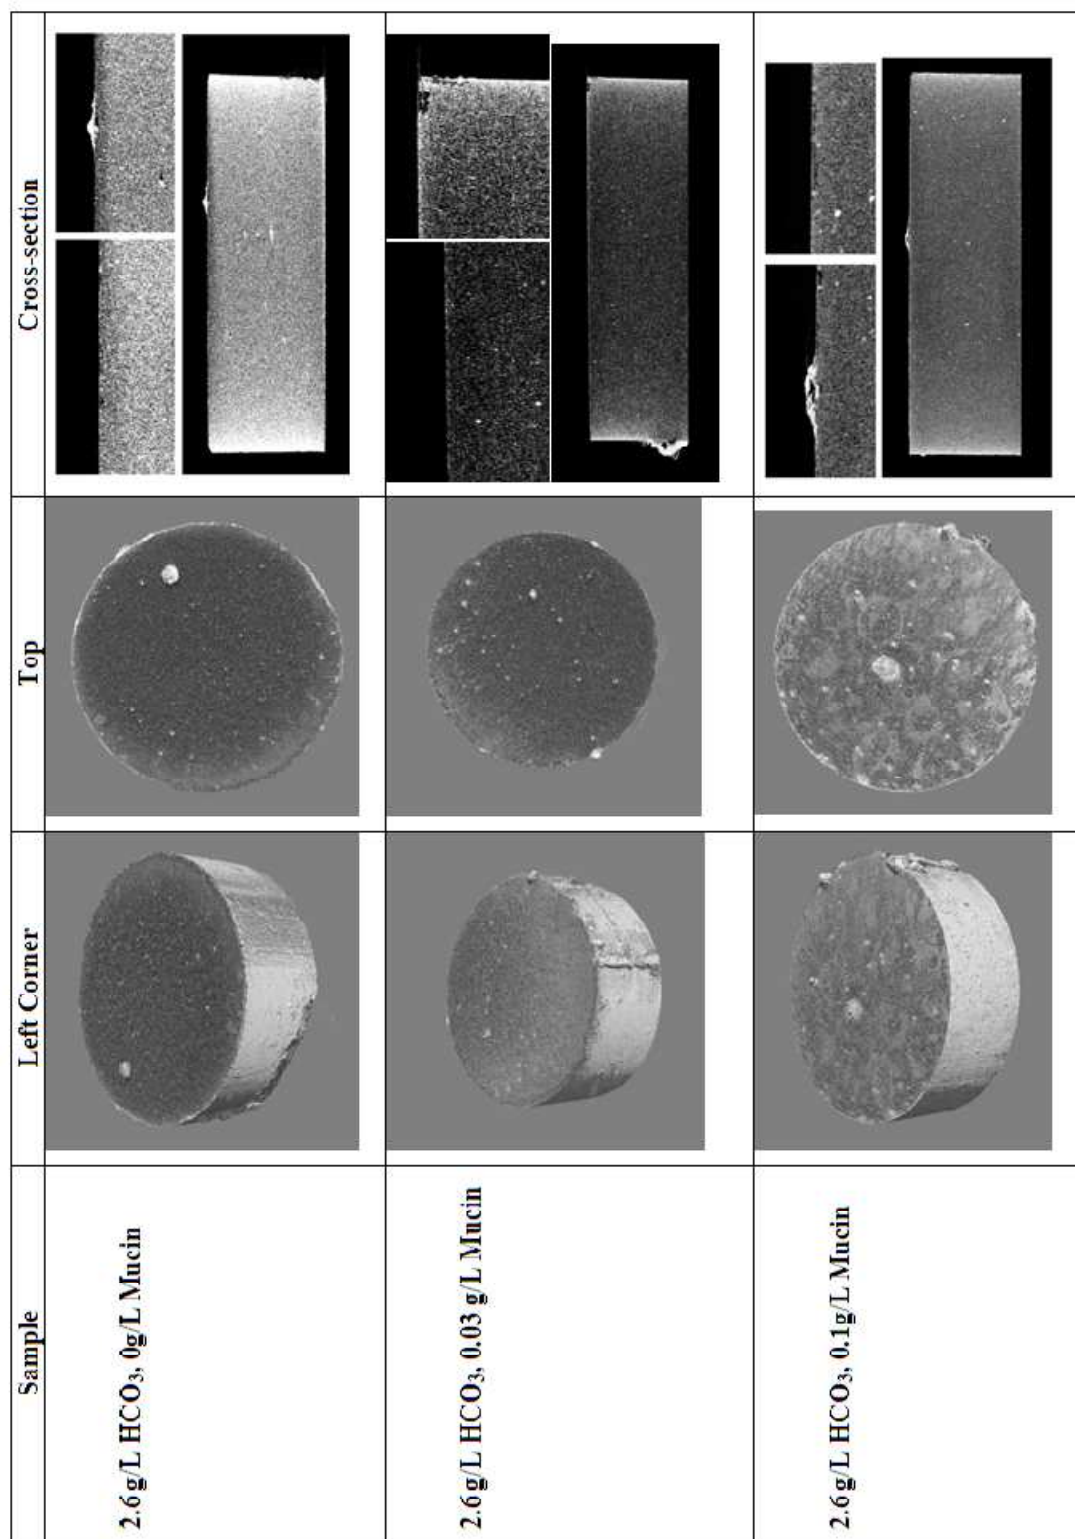 Sample
Left Corner
Top
Cross-section
2.6g/L HCO₃, 0g/L Mucin
2.6g/L HCO₃, 0.03 g/L Mucin
2.6g/L HCO₃, 0.1g/L Mucin